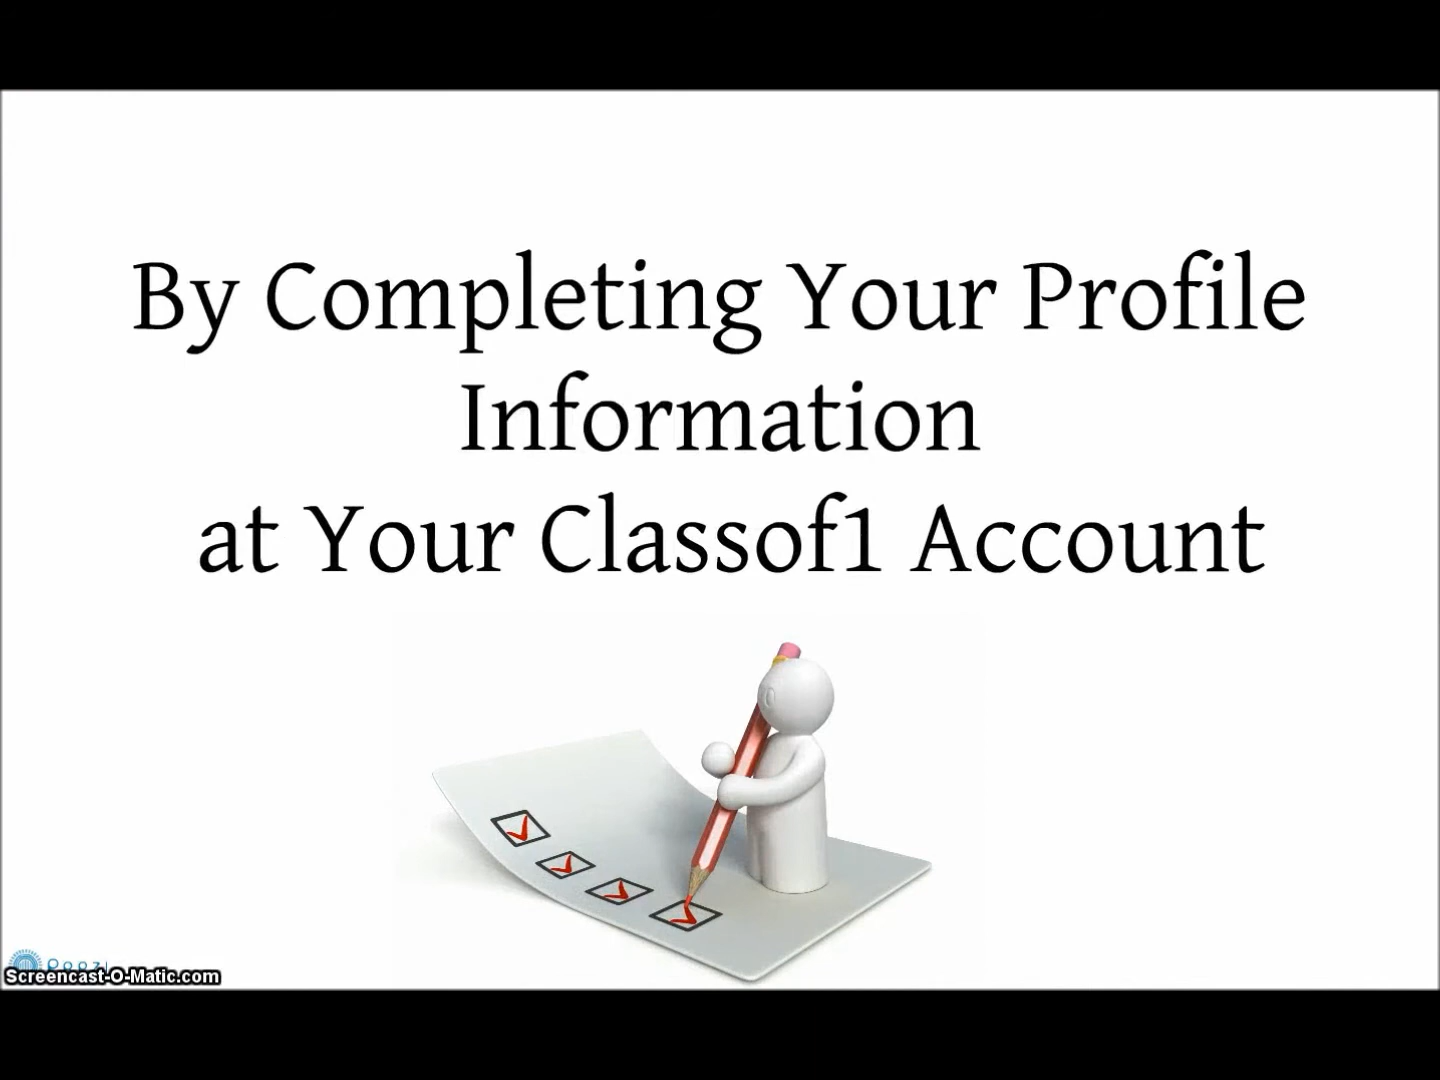 By Completing Your Profile
Information
at Your Classof1 Account
Screencast-O-Matic.com